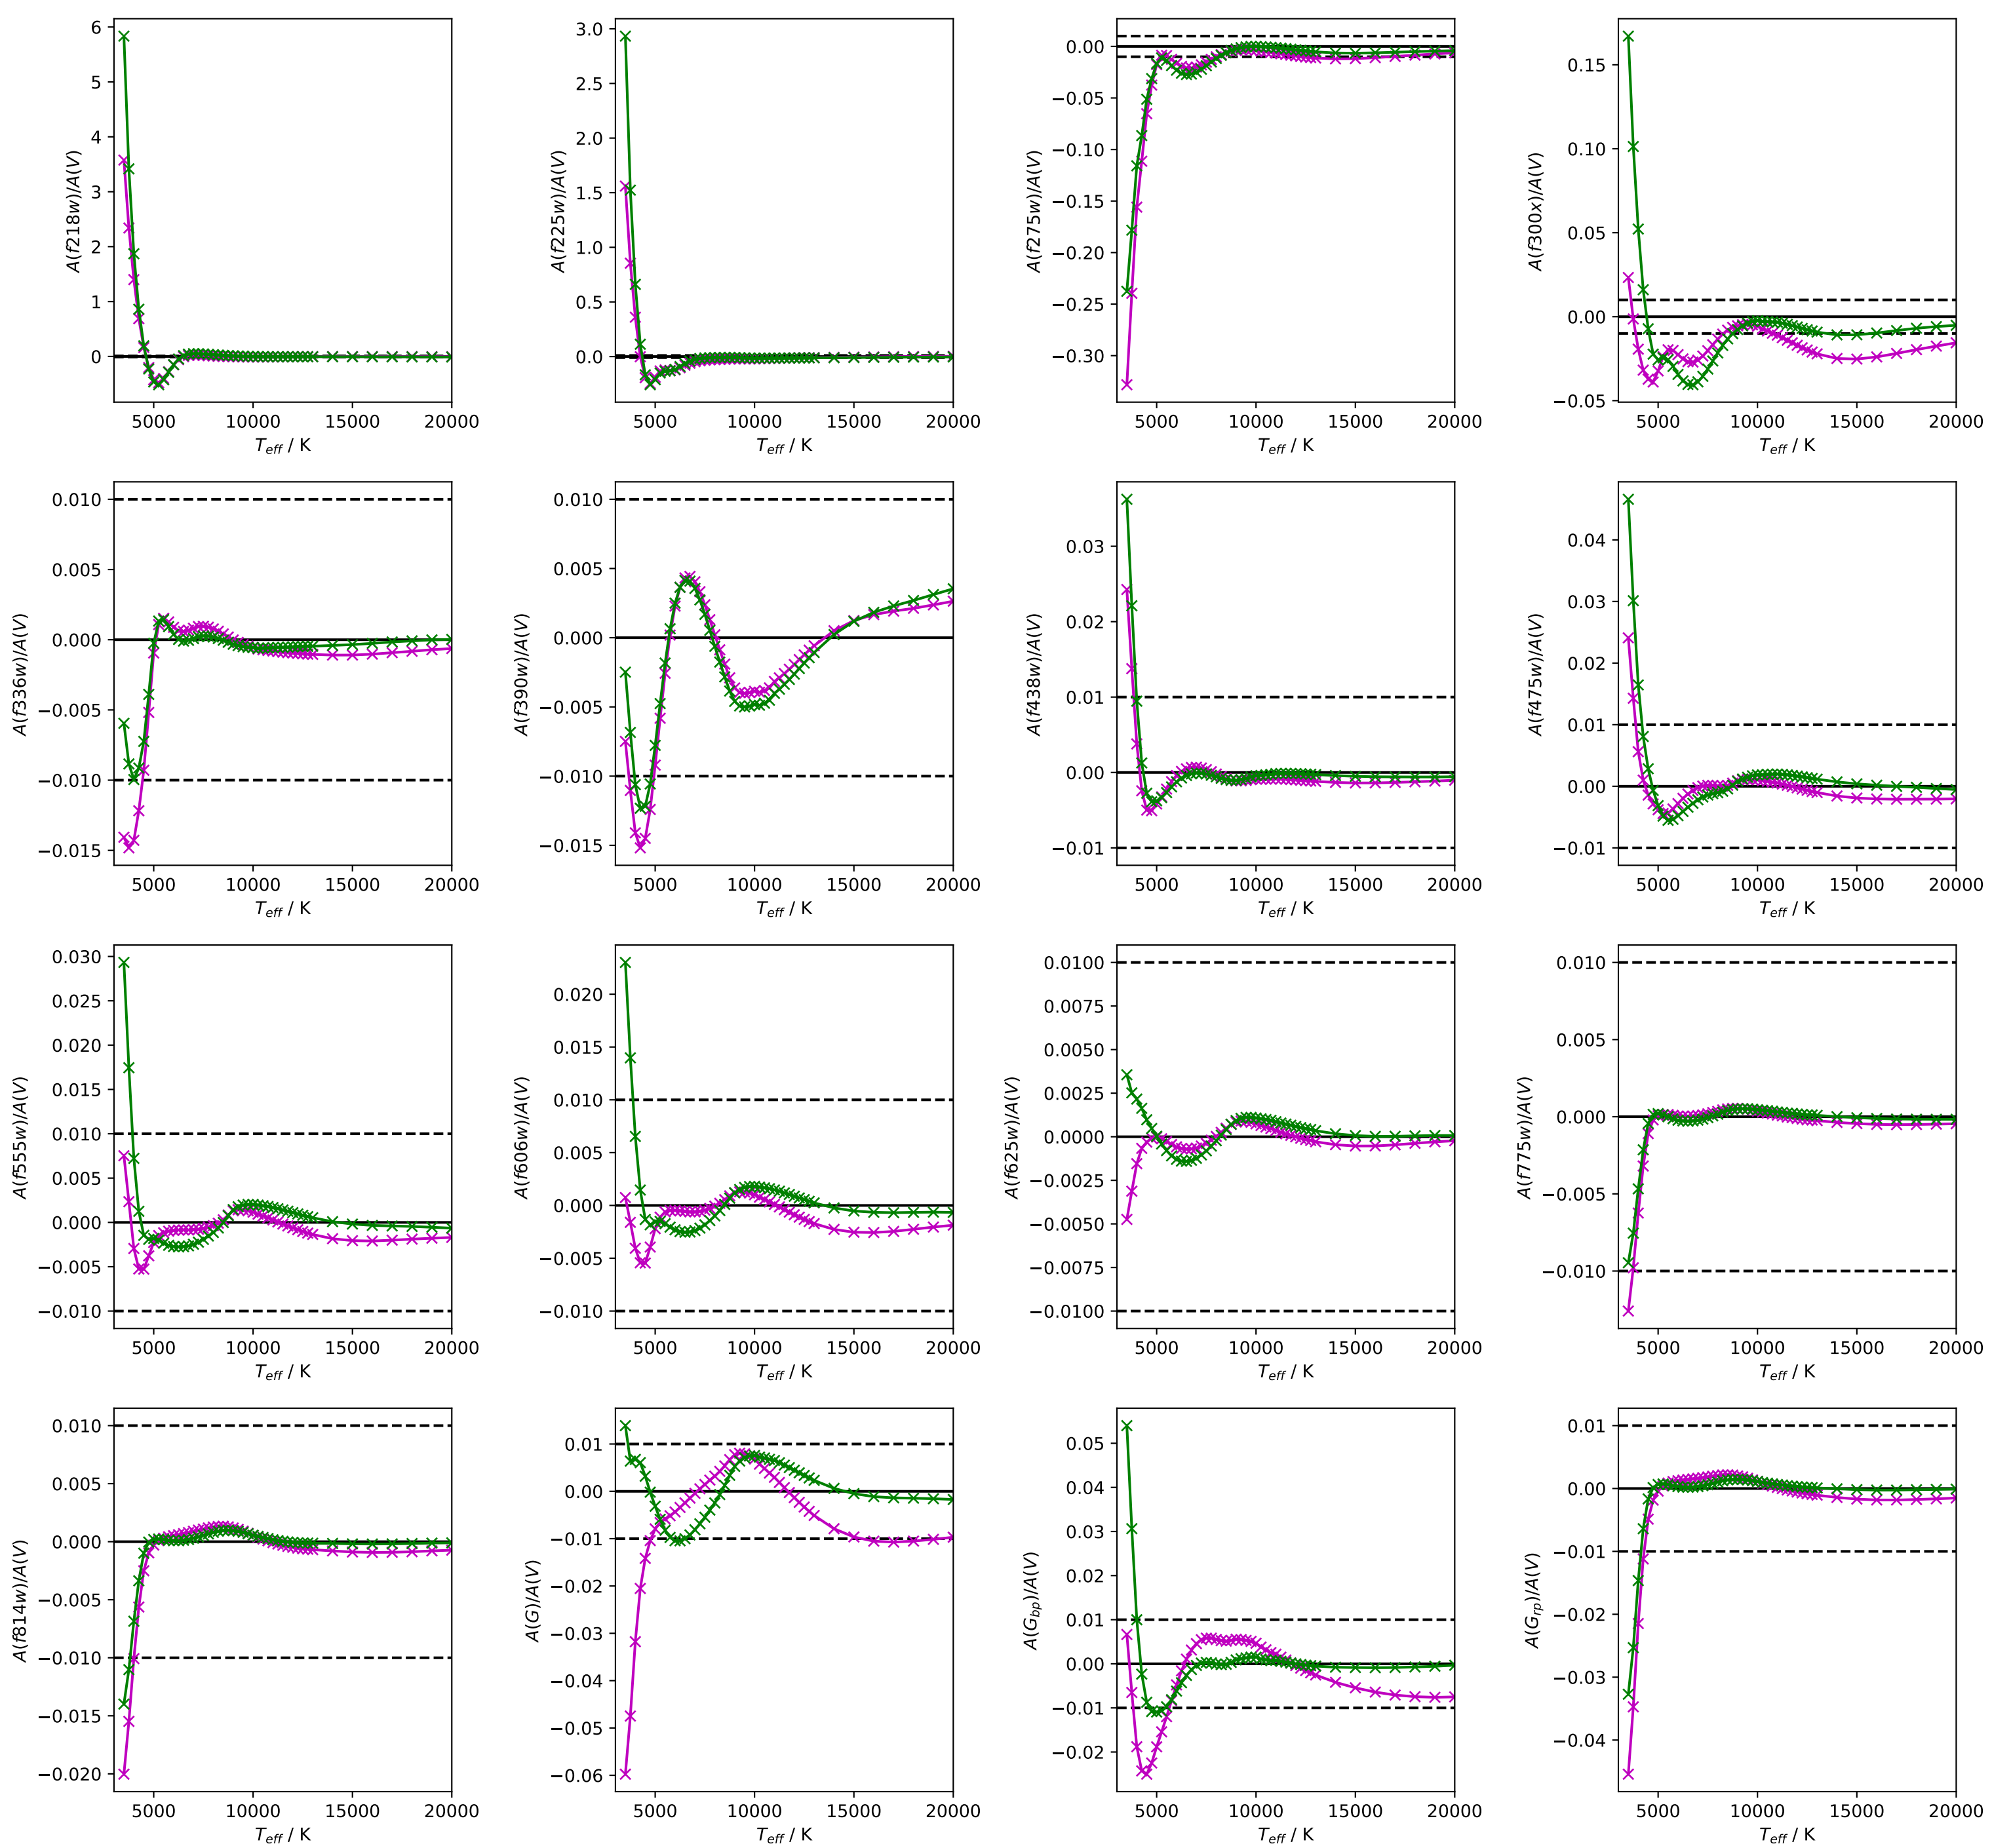 A(f218w)/A(V)
6
5
4
3
2
1
0
5000 10000 15000 20000
T_eff / K
A(f225w)/A(V)
3.0
2.5
2.0
1.5
1.0
0.5
0.0
5000 10000 15000 20000
T_eff / K
A(f275w)/A(V)
0.00
−0.05
−0.10
−0.15
−0.20
−0.25
−0.30
5000 10000 15000 20000
T_eff / K
A(f300x)/A(V)
0.15
0.10
0.05
0.00
−0.05
5000 10000 15000 20000
T_eff / K
A(f336w)/A(V)
0.010
0.005
0.000
−0.005
−0.010
−0.015
5000 10000 15000 20000
T_eff / K
A(f390w)/A(V)
0.010
0.005
0.000
−0.005
−0.010
−0.015
5000 10000 15000 20000
T_eff / K
A(f438w)/A(V)
0.03
0.02
0.01
0.00
−0.01
5000 10000 15000 20000
T_eff / K
A(f475w)/A(V)
0.04
0.03
0.02
0.01
0.00
−0.01
5000 10000 15000 20000
T_eff / K
A(f555w)/A(V)
0.030
0.025
0.020
0.015
0.010
0.005
0.000
−0.005
−0.010
5000 10000 15000 20000
T_eff / K
A(f606w)/A(V)
0.020
0.015
0.010
0.005
0.000
−0.005
−0.010
5000 10000 15000 20000
T_eff / K
A(f625w)/A(V)
0.0100
0.0075
0.0050
0.0025
0.0000
−0.0025
−0.0050
−0.0075
−0.0100
5000 10000 15000 20000
T_eff / K
A(f775w)/A(V)
0.010
0.005
0.000
−0.005
−0.010
5000 10000 15000 20000
T_eff / K
A(f814w)/A(V)
0.010
0.005
0.000
−0.005
−0.010
−0.015
−0.020
5000 10000 15000 20000
T_eff / K
A(G)/A(V)
0.01
0.00
−0.01
−0.02
−0.03
−0.04
−0.05
−0.06
5000 10000 15000 20000
T_eff / K
A(G_bp)/A(V)
0.05
0.04
0.03
0.02
0.01
0.00
−0.01
−0.02
5000 10000 15000 20000
T_eff / K
A(G_rp)/A(V)
0.01
0.00
−0.01
−0.02
−0.03
−0.04
5000 10000 15000 20000
T_eff / K